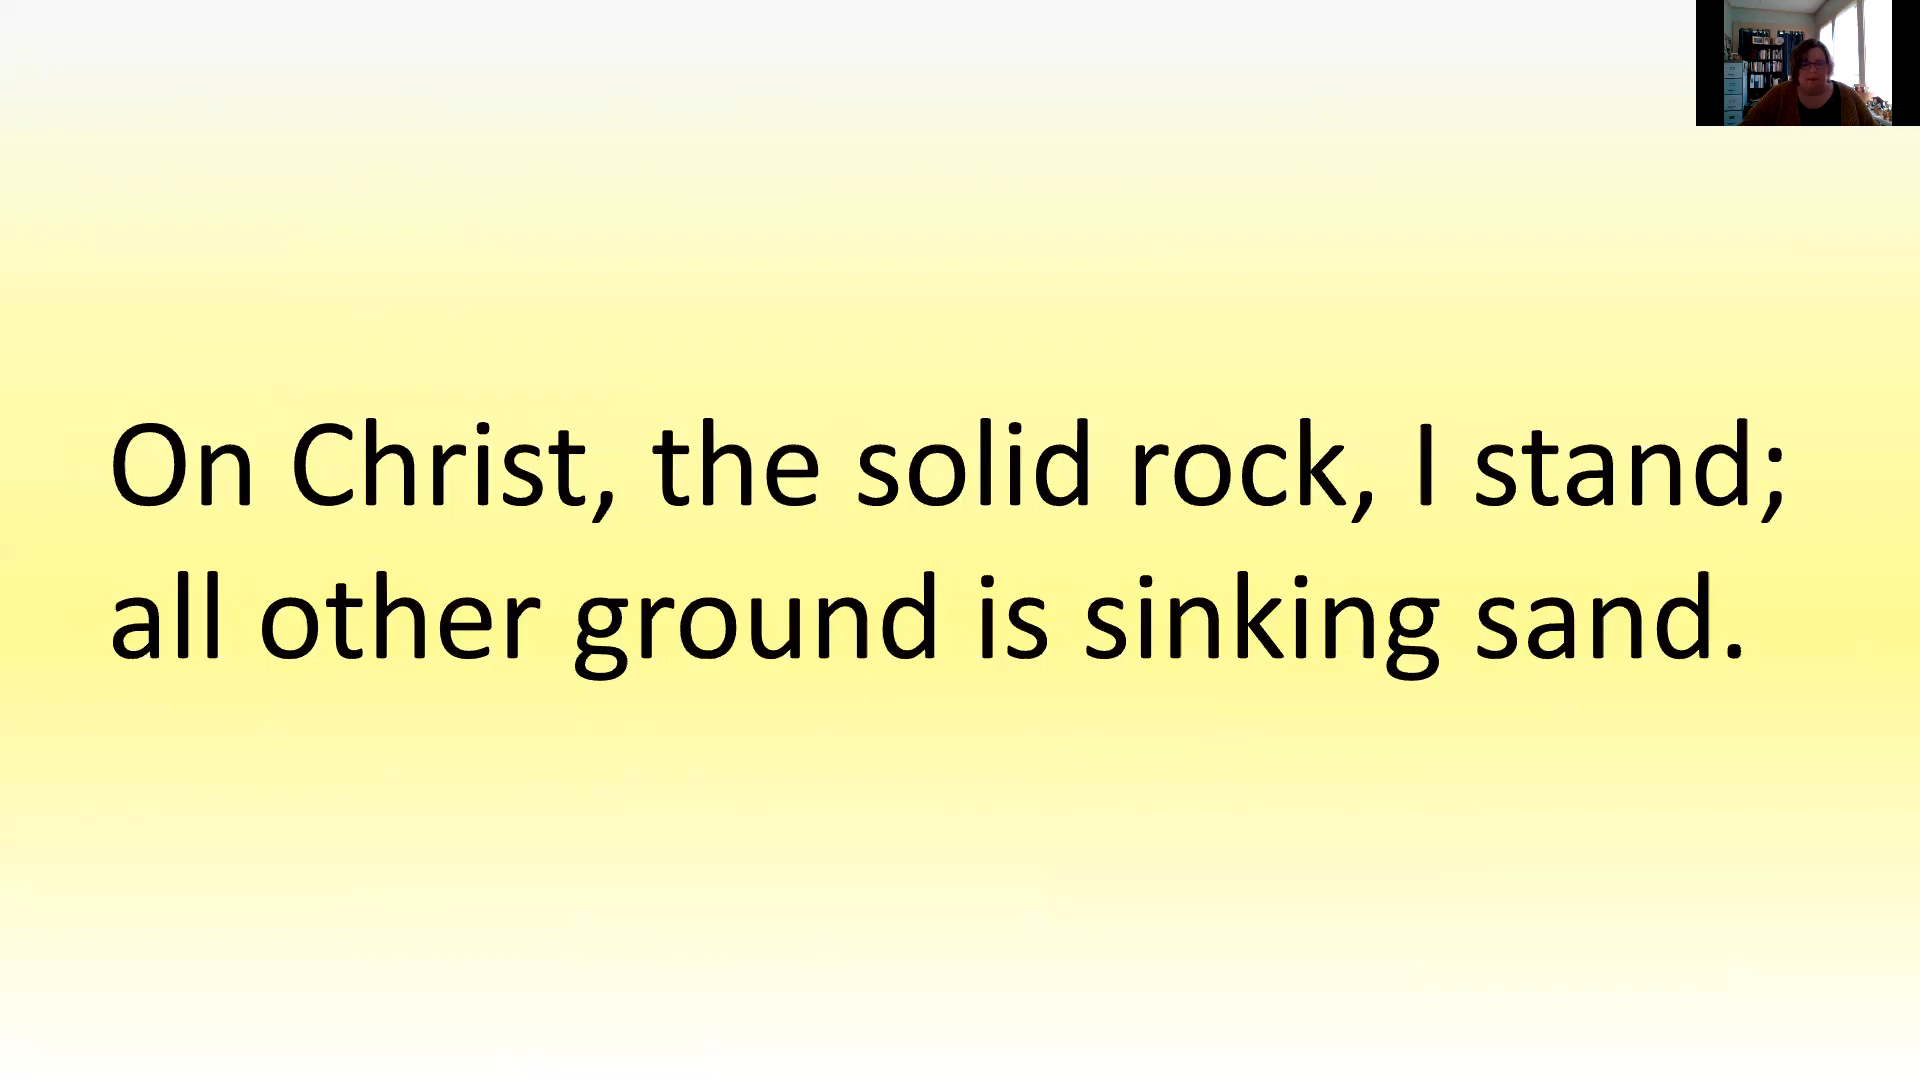 On Christ, the solid rock, I stand;
all other ground is sinking sand.